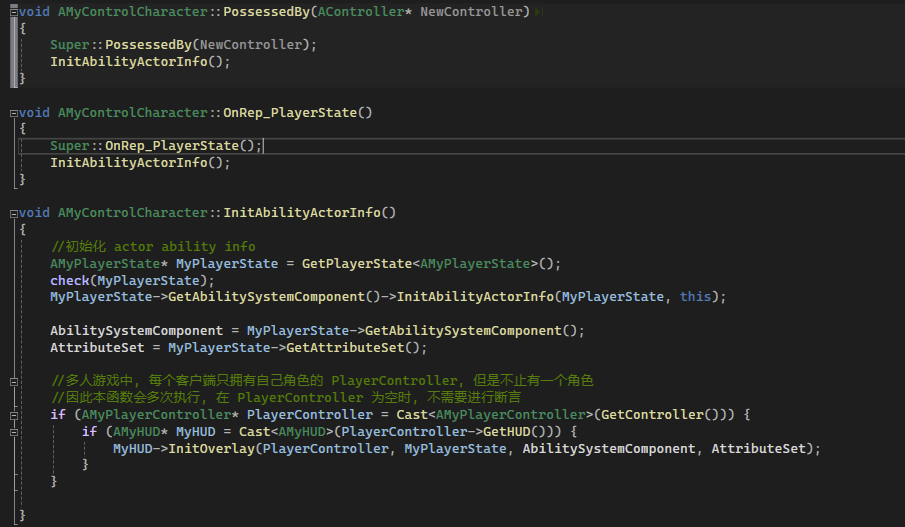 void AMyControlCharacter::PossessedBy(AController* NewController)
{
    Super::PossessedBy(NewController);
    InitAbilityActorInfo();
}

void AMyControlCharacter::OnRep_PlayerState()
{
    Super::OnRep_PlayerState();
    InitAbilityActorInfo();
}

void AMyControlCharacter::InitAbilityActorInfo()
{
    //初始化 actor ability info
    AMyPlayerState* MyPlayerState = GetPlayerState<AMyPlayerState>();
    check(MyPlayerState);
    MyPlayerState->GetAbilitySystemComponent()->InitAbilityActorInfo(MyPlayerState, this);

    AbilitySystemComponent = MyPlayerState->GetAbilitySystemComponent();
    AttributeSet = MyPlayerState->GetAttributeSet();

    //多人游戏中, 每个客户端只拥有自己角色的 PlayerController, 但是不止有一个角色
    //因此本函数会多次执行, 在 PlayerController 为空时, 不需要进行断言
    if (AMyPlayerController* PlayerController = Cast<AMyPlayerController>(GetController())) {
        if (AMyHUD* MyHUD = Cast<AMyHUD>(PlayerController->GetHUD())) {
            MyHUD->InitOverlay(PlayerController, MyPlayerState, AbilitySystemComponent, AttributeSet);
        }
    }

}